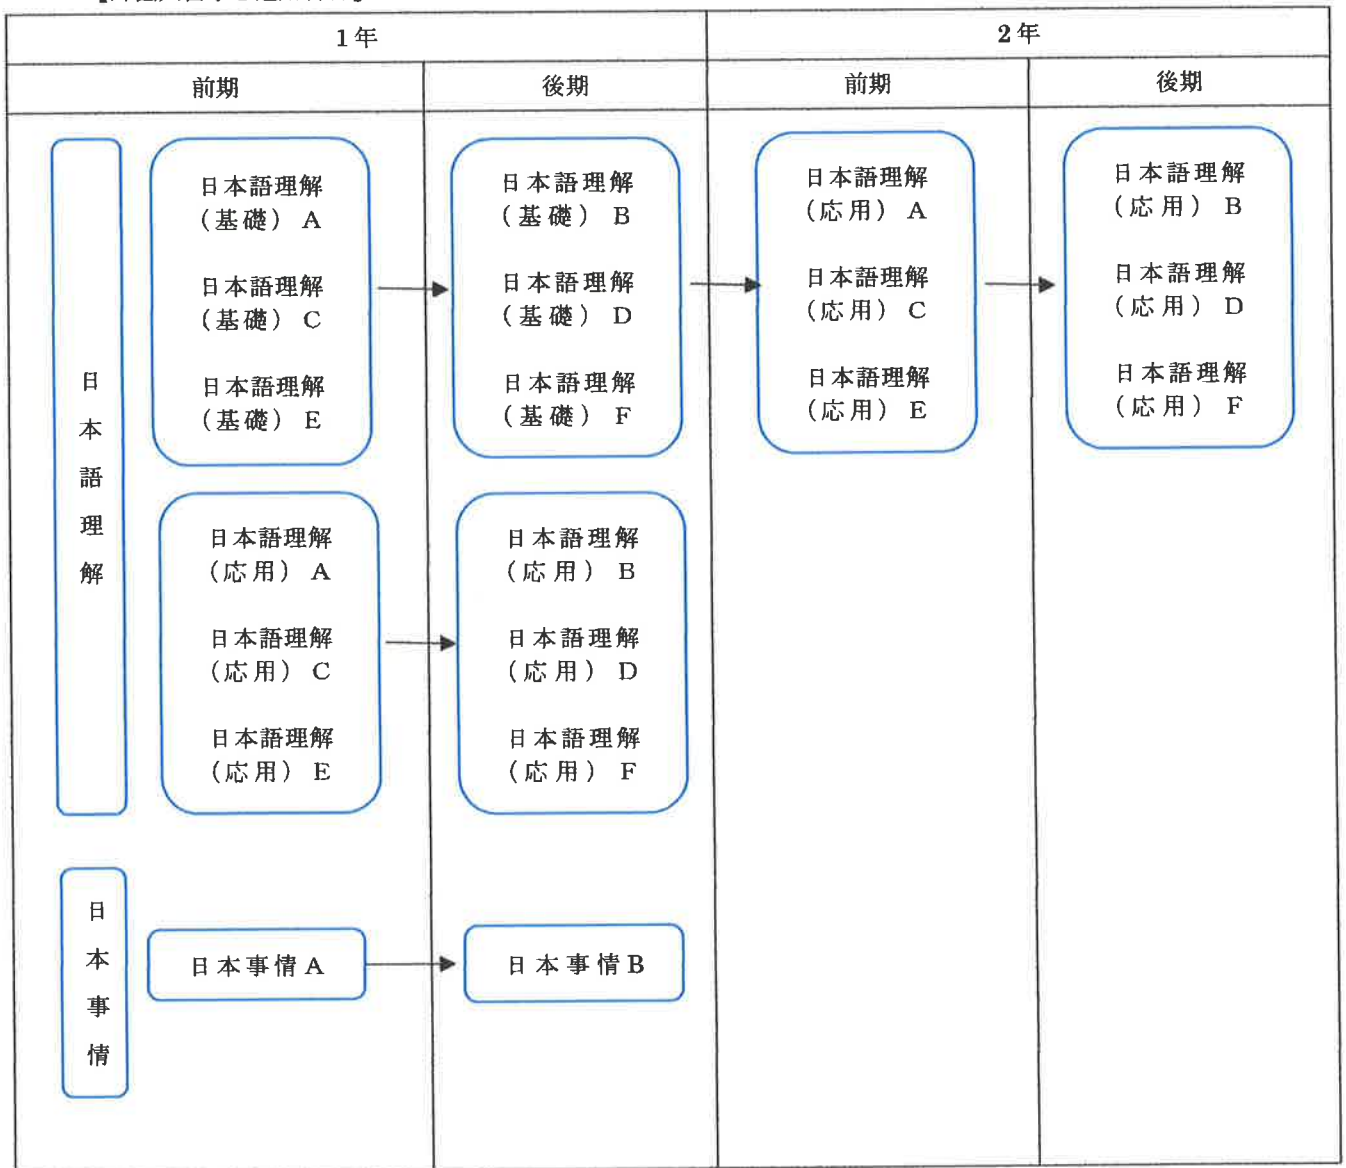 1年
2年
前期
後期
前期
後期
日本語理解
日本語理解
(基礎) A
日本語理解
(基礎) C
日本語理解
(基礎) E
日本語理解
(基礎) B
日本語理解
(基礎) D
日本語理解
(基礎) F
日本語理解
(応用) A
日本語理解
(応用) C
日本語理解
(応用) E
日本語理解
(応用) B
日本語理解
(応用) D
日本語理解
(応用) F
日本語理解
(応用) A
日本語理解
(応用) C
日本語理解
(応用) E
日本語理解
(応用) B
日本語理解
(応用) D
日本語理解
(応用) F
日本事情
日本事情A
日本事情B